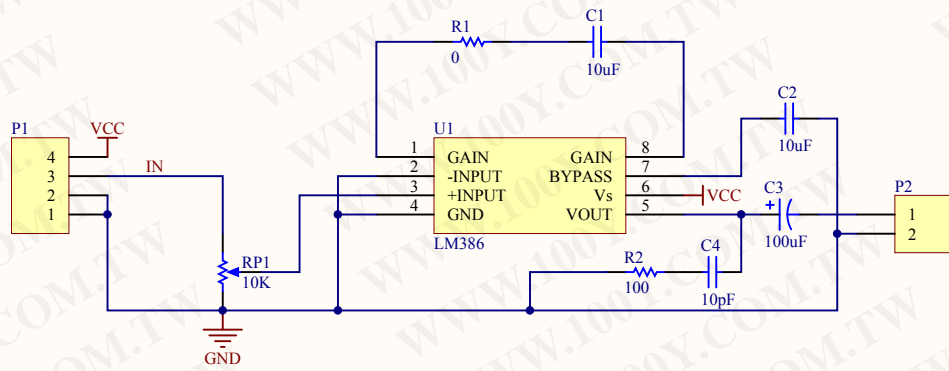 R1
0
C1
10uF
P1
4
3
2
1
VCC
IN
U1
1 GAIN
2 -INPUT
3 +INPUT
4 GND
GAIN 8
BYPASS 7
Vs 6
VOUT 5
LM386
VCC
C2
10uF
C3
+
100uF
P2
1
2
RP1
10K
R2
100
C4
10pF
GND
WWW.100Y.COM.TW